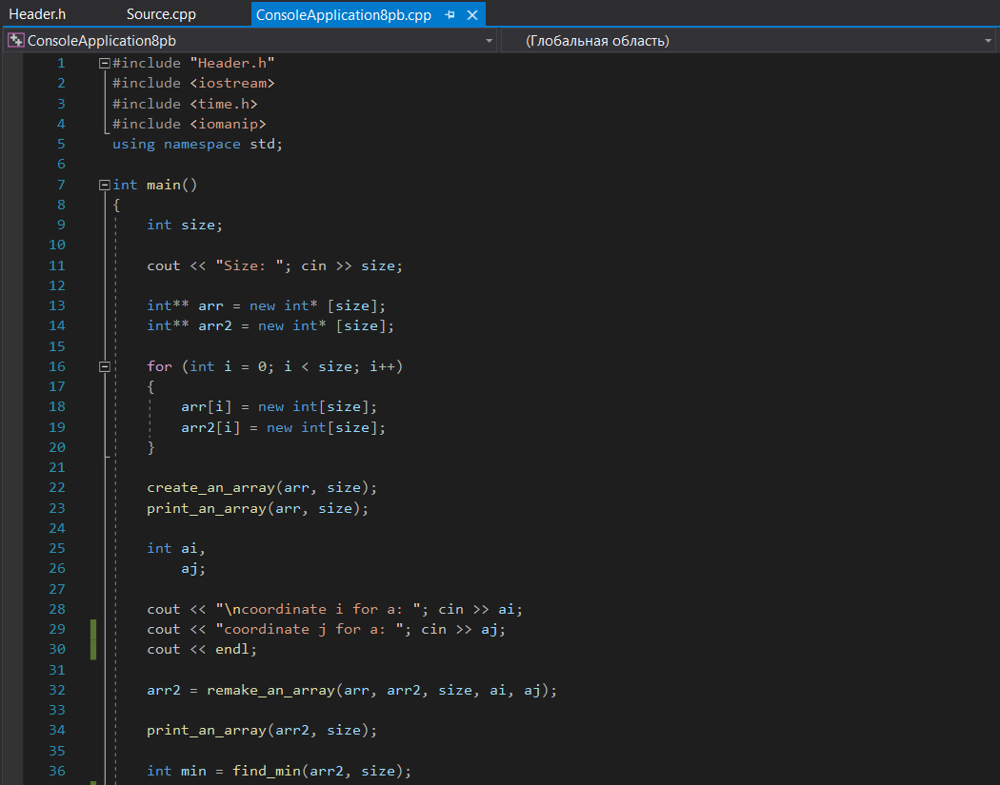 Header.h Source.cpp ConsoleApplication8pb.cpp
ConsoleApplication8pb (Глобальная область)
1 #include "Header.h"
2 #include <iostream>
3 #include <time.h>
4 #include <iomanip>
5 using namespace std;
6
7 int main()
8 {
9 int size;
10
11 cout << "Size: "; cin >> size;
12
13 int** arr = new int* [size];
14 int** arr2 = new int* [size];
15
16 for (int i = 0; i < size; i++)
17 {
18 arr[i] = new int[size];
19 arr2[i] = new int[size];
20 }
21
22 create_an_array(arr, size);
23 print_an_array(arr, size);
24
25 int ai,
26 aj;
27
28 cout << "\ncoordinate i for a: "; cin >> ai;
29 cout << "coordinate j for a: "; cin >> aj;
30 cout << endl;
31
32 arr2 = remake_an_array(arr, arr2, size, ai, aj);
33
34 print_an_array(arr2, size);
35
36 int min = find_min(arr2, size);